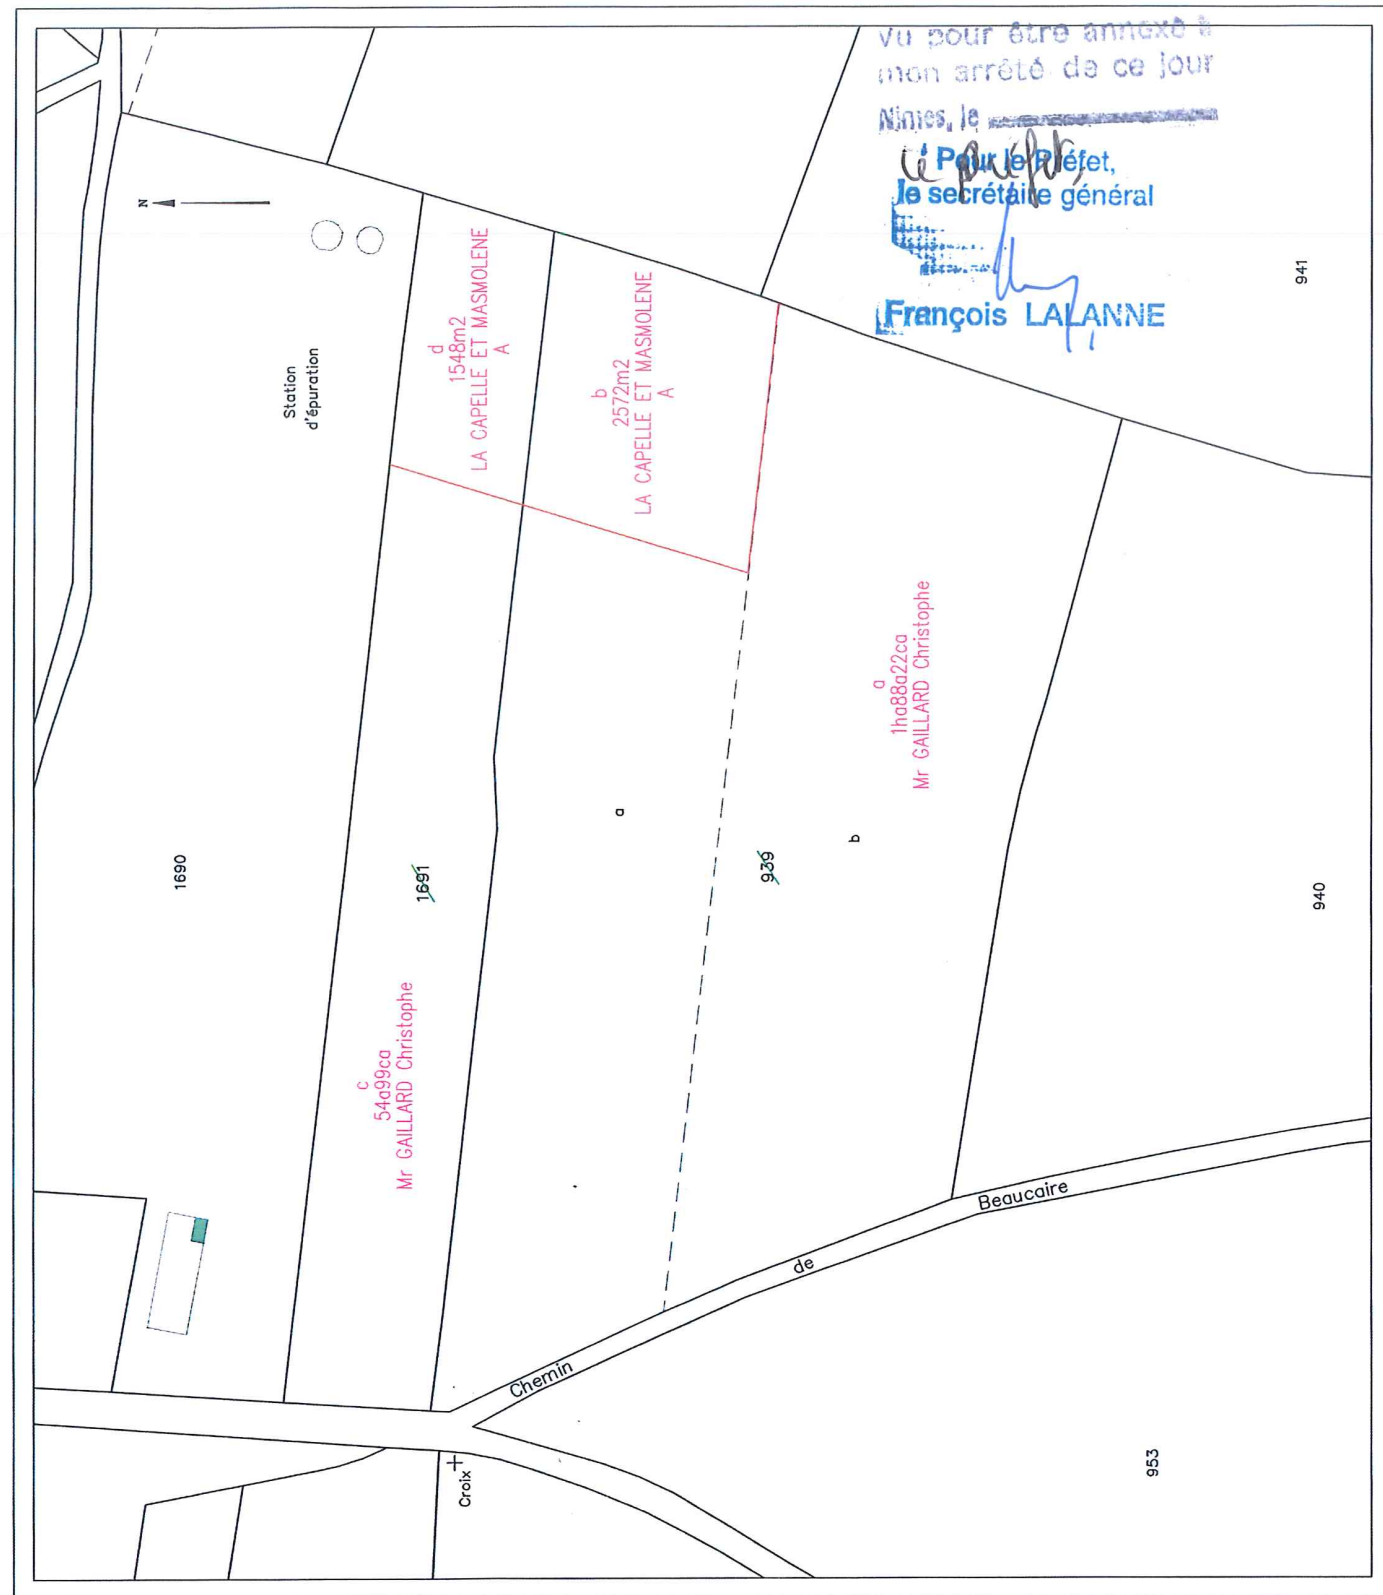 Vu pour être annexé à
mon arrêté de ce jour
Nîmes, le
Le Préfet,
Pour le Préfet,
le secrétaire général
François LALANNE
941
N
Station
d'épuration
d
1548m2
LA CAPELLE ET MASMOLENE
A
b
2572m2
LA CAPELLE ET MASMOLENE
A
a
1ha88a22ca
Mr GAILLARD Christophe
1690
1691
a
939
b
940
c
54a99ca
Mr GAILLARD Christophe
Chemin
de
Beaucaire
Croix
953